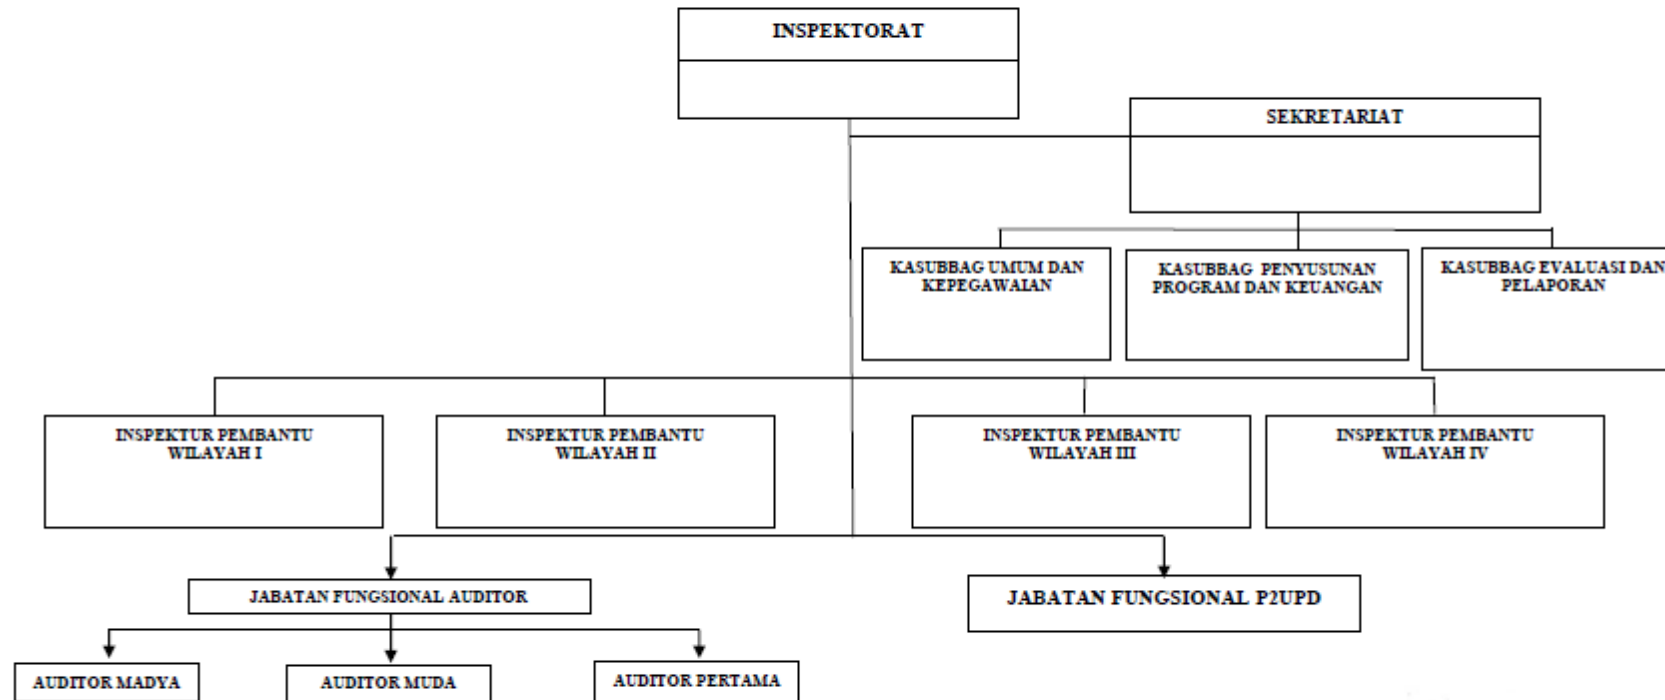 INSPEKTORAT
SEKRETARIAT
KASUBBAG UMUM DAN
KEPEGAWAIAN
KASUBBAG PENYUSUNAN
PROGRAM DAN KEUANGAN
KASUBBAG EVALUASI DAN
PELAPORAN
INSPEKTUR PEMBANTU
WILAYAH I
INSPEKTUR PEMBANTU
WILAYAH II
INSPEKTUR PEMBANTU
WILAYAH III
INSPEKTUR PEMBANTU
WILAYAH IV
JABATAN FUNGSIONAL AUDITOR
JABATAN FUNGSIONAL P2UPD
AUDITOR MADYA
AUDITOR MUDA
AUDITOR PERTAMA